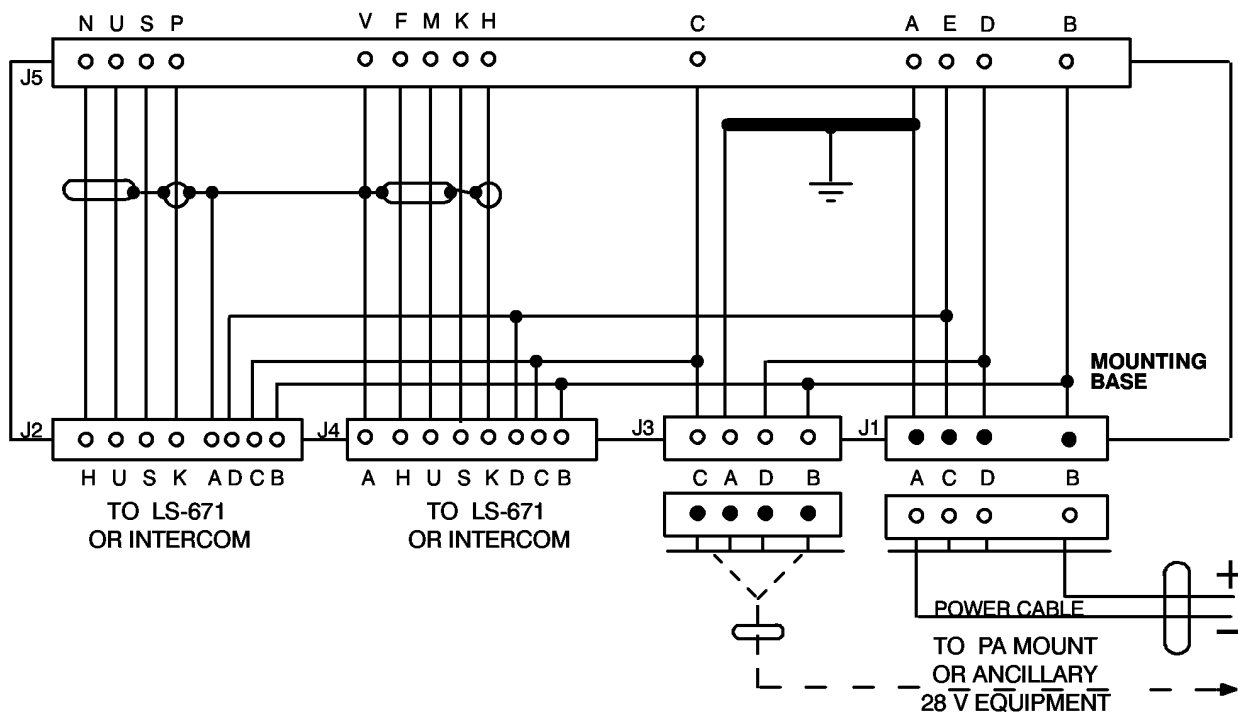 N U S P V F M K H C A E D B
J5
MOUNTING
BASE
J2 J4 J3 J1
H U S K A D C B A H U S K D C B C A D B A C D B
TO LS-671
OR INTERCOM
TO LS-671
OR INTERCOM
+
POWER CABLE
−
TO PA MOUNT
OR ANCILLARY
28 V EQUIPMENT